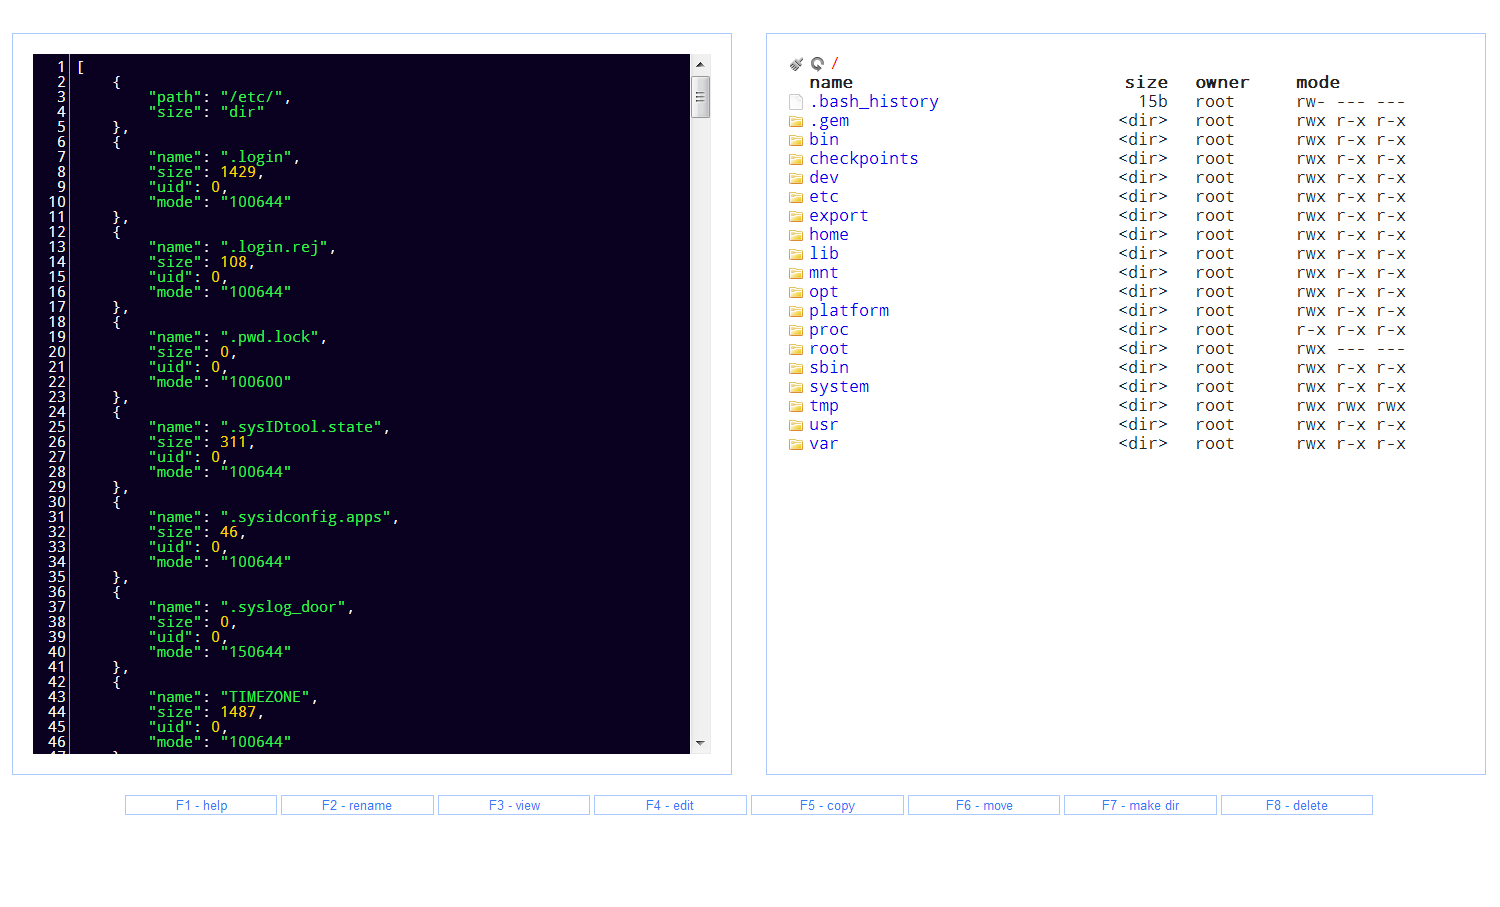 1 [
2     {
3         "path": "/etc/",
4         "size": "dir"
5     },
6     {
7         "name": ".login",
8         "size": 1429,
9         "uid": 0,
10         "mode": "100644"
11     },
12     {
13         "name": ".login.rej",
14         "size": 108,
15         "uid": 0,
16         "mode": "100644"
17     },
18     {
19         "name": ".pwd.lock",
20         "size": 0,
21         "uid": 0,
22         "mode": "100600"
23     },
24     {
25         "name": ".sysIDtool.state",
26         "size": 311,
27         "uid": 0,
28         "mode": "100644"
29     },
30     {
31         "name": ".sysidconfig.apps",
32         "size": 46,
33         "uid": 0,
34         "mode": "100644"
35     },
36     {
37         "name": ".syslog_door",
38         "size": 0,
39         "uid": 0,
40         "mode": "150644"
41     },
42     {
43         "name": "TIMEZONE",
44         "size": 1487,
45         "uid": 0,
46         "mode": "100644"
/
name size owner mode
.bash_history 15b root rw- --- ---
.gem <dir> root rwx r-x r-x
bin <dir> root rwx r-x r-x
checkpoints <dir> root rwx r-x r-x
dev <dir> root rwx r-x r-x
etc <dir> root rwx r-x r-x
export <dir> root rwx r-x r-x
home <dir> root rwx r-x r-x
lib <dir> root rwx r-x r-x
mnt <dir> root rwx r-x r-x
opt <dir> root rwx r-x r-x
platform <dir> root rwx r-x r-x
proc <dir> root r-x r-x r-x
root <dir> root rwx --- ---
sbin <dir> root rwx r-x r-x
system <dir> root rwx r-x r-x
tmp <dir> root rwx rwx rwx
usr <dir> root rwx r-x r-x
var <dir> root rwx r-x r-x
F1 - help F2 - rename F3 - view F4 - edit F5 - copy F6 - move F7 - make dir F8 - delete